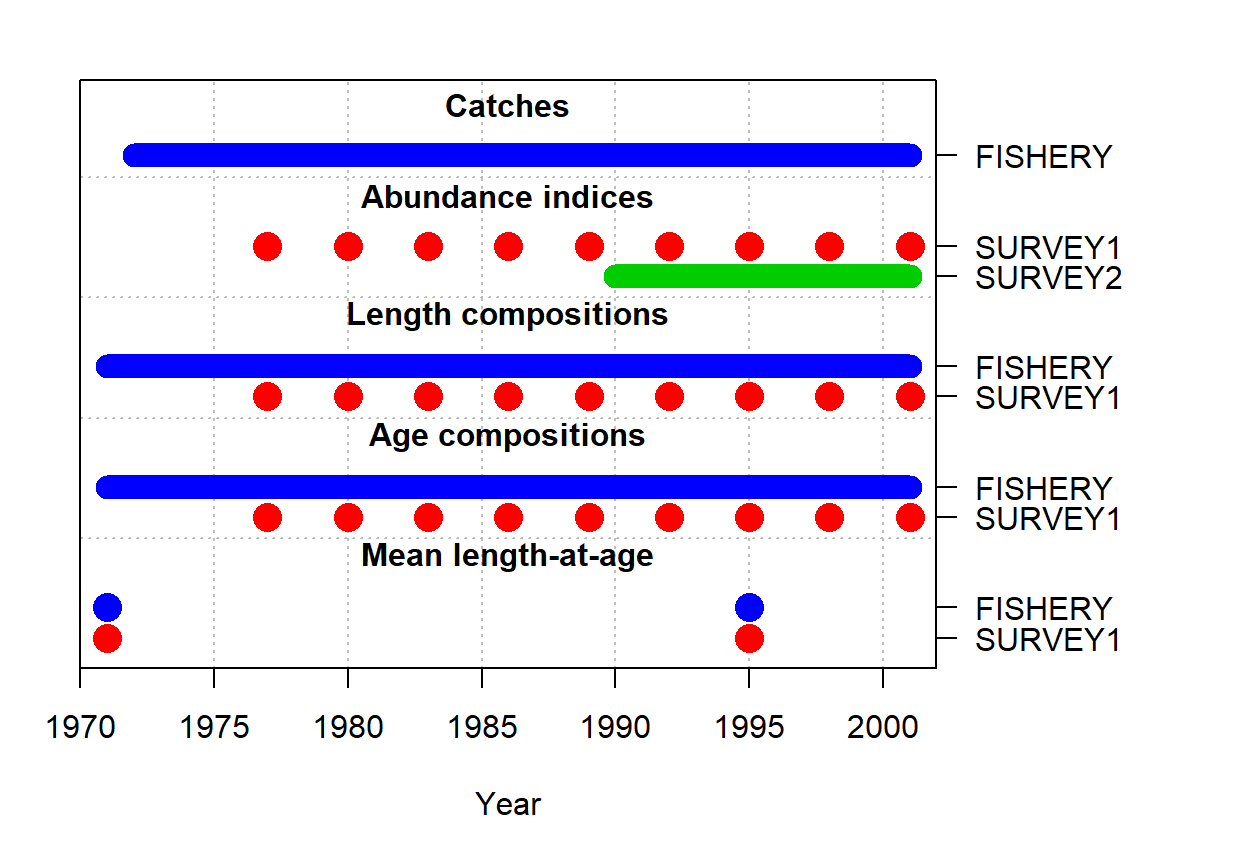 Catches
FISHERY
Abundance indices
SURVEY1
SURVEY2
Length compositions
FISHERY
SURVEY1
Age compositions
FISHERY
SURVEY1
Mean length-at-age
FISHERY
SURVEY1
1970 1975 1980 1985 1990 1995 2000
Year